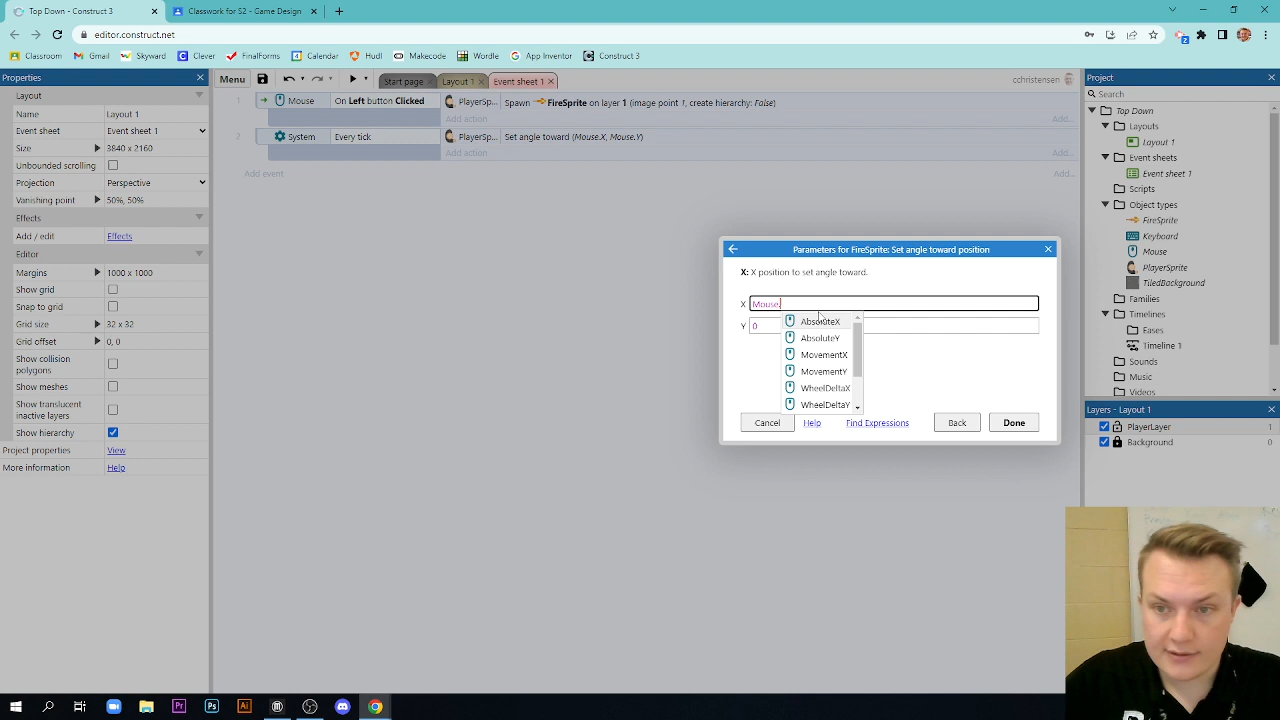 Top Down - Construct 3
Classwork for S2 - Game Design
editor.construct.net
Classroom
Gmail
Skyward
Clever
FinalForms
Calendar
Hudl
Makecode
Wordle
App Inventor
Construct 3
Properties
Menu
Start page
Layout 1
Event sheet 1
cchristensen
Project
Layout
Name Layout 1
Event sheet Event sheet 1
Size 3840 x 2160
Unbounded scrolling
Projection Perspective
Vanishing point 50%, 50%
Effects
Add / edit Effects
Editor
Margins 1000 x 1000
Show grid
Snap to grid
Grid size 32 x 32
Grid offset 0, 0
Show collision polygons
Show meshes
Show translucent inactive layers
Show hierarchy
Project properties View
More information Help
1 Mouse On Left button Clicked PlayerSp... Spawn FireSprite on layer 1 (image point 1, create hierarchy: False)
Add action Add...
2 System Every tick PlayerSp... Set angle toward (Mouse.X, Mouse.Y)
Add action Add...
Add event Add...
Parameters for FireSprite: Set angle toward position
X: X position to set angle toward.
X Mouse.
Y 0
AbsoluteX
AbsoluteY
MovementX
MovementY
WheelDeltaX
WheelDeltaY
Cancel Help Find Expressions Back Done
Search
Top Down
Layouts
Layout 1
Event sheets
Event sheet 1
Scripts
Object types
FireSprite
Keyboard
Mouse
PlayerSprite
TiledBackground
Families
Timelines
Eases
Timeline 1
Sounds
Music
Videos
Layers - Layout 1
PlayerLayer 1
Background 0